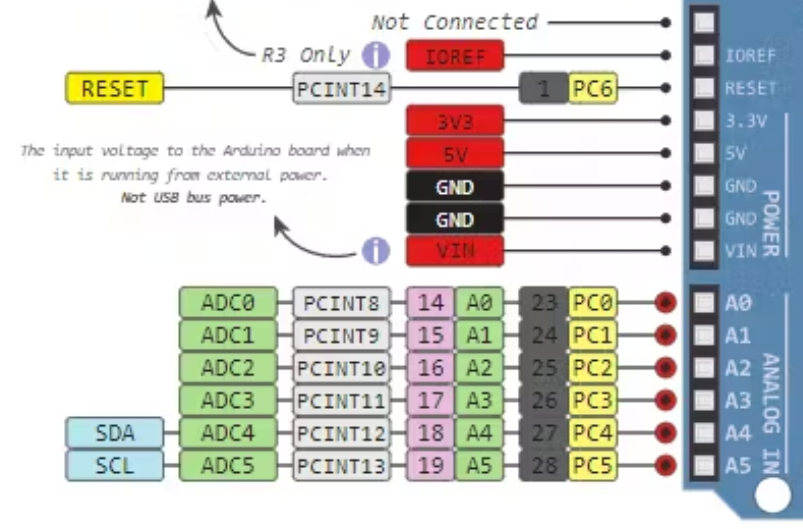 Not Connected
R3 Only i IOREF IOREF
RESET PCINT14 1 PC6 RESET
3V3 3.3V
The input voltage to the Arduino board when
it is running from external power.
Not USB bus power.
5V 5V
GND GND
GND GND
i VIN VIN
POWER
ADC0 PCINT8 14 A0 23 PC0 A0
ADC1 PCINT9 15 A1 24 PC1 A1
ADC2 PCINT10 16 A2 25 PC2 A2
ADC3 PCINT11 17 A3 26 PC3 A3
SDA ADC4 PCINT12 18 A4 27 PC4 A4
SCL ADC5 PCINT13 19 A5 28 PC5 A5
ANALOG IN